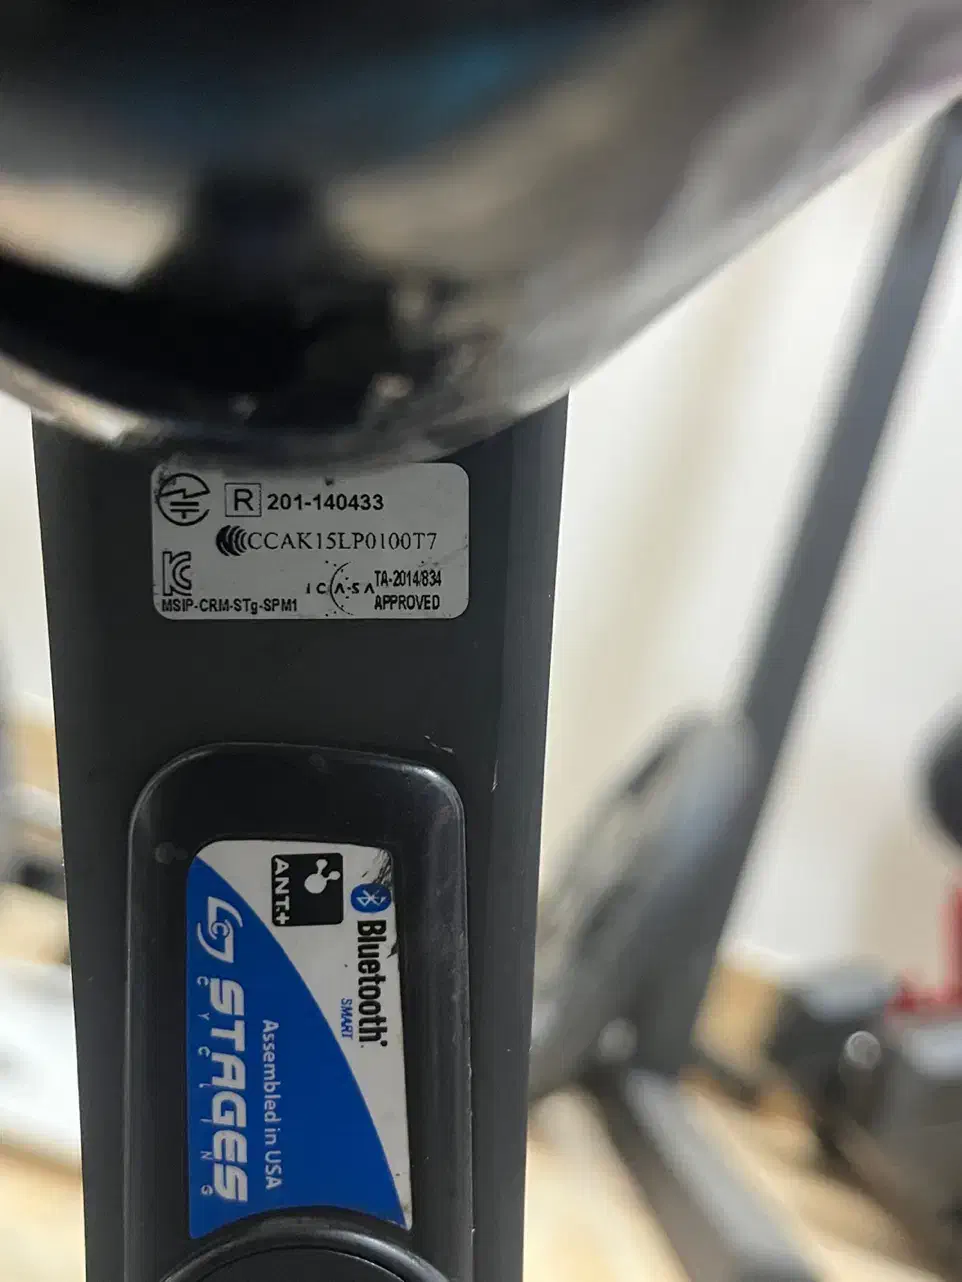 R 201-140433
CCAK15LP0100T7
MSIP-CRM-STg-SPM1
ICASA TA-2014/834
APPROVED
ANT+
Bluetooth®
SMART
Assembled in USA
STAGES
CYCLING